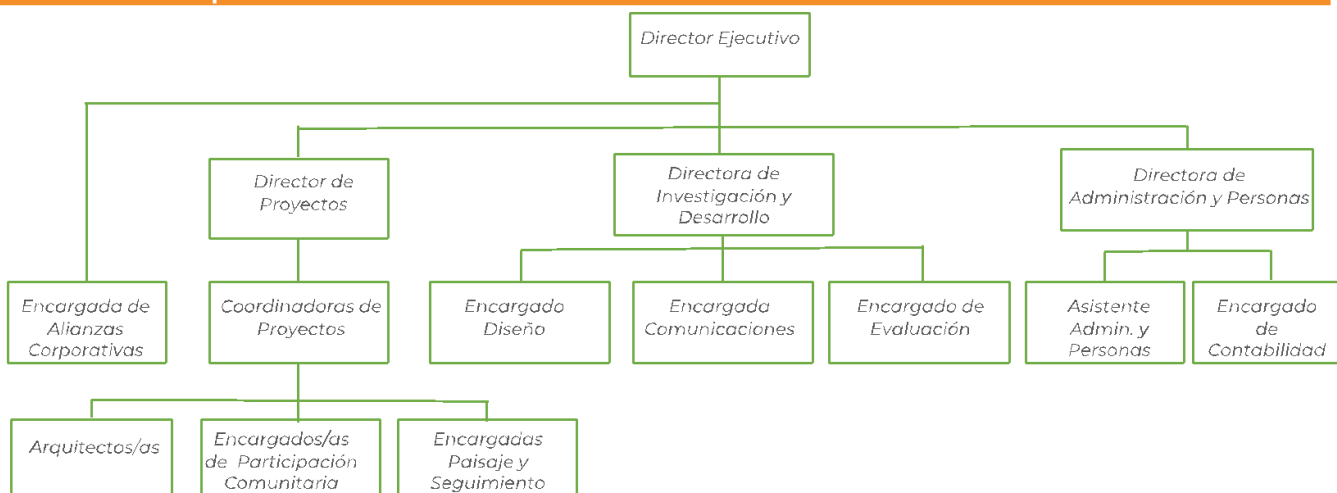 Director Ejecutivo
Director de
Proyectos
Directora de
Investigación y
Desarrollo
Directora de
Administración y Personas
Encargada de
Alianzas
Corporativas
Coordinadoras de
Proyectos
Encargado
Diseño
Encargada
Comunicaciones
Encargado de
Evaluación
Asistente
Admin. y
Personas
Encargado
de
Contabilidad
Arquitectos/as
Encargados/as
de Participación
Comunitaria
Encargadas
Paisaje y
Seguimiento